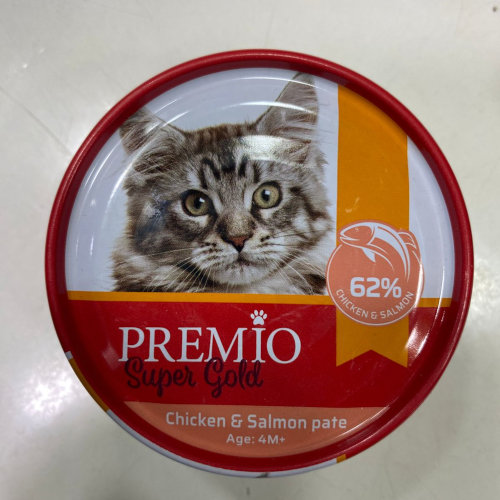 62%
CHICKEN & SALMON
PREMIO
Super Gold
Chicken & Salmon pate
Age: 4M+